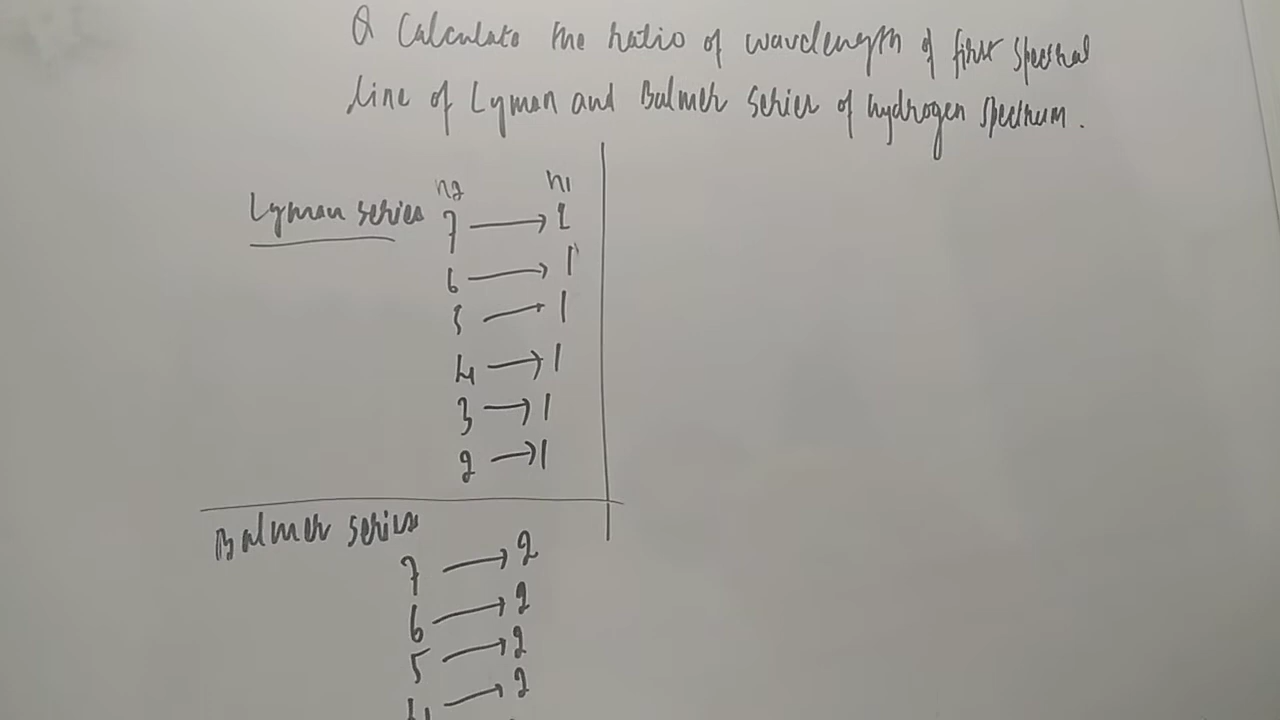 Q Calculate the ratio of wavelength of first spectral
line of Lyman and Balmer series of hydrogen spectrum.
n2 n1
Lyman series 7 → 1
6 → 1
5 → 1
4 → 1
3 → 1
2 → 1
Balmer series
7 → 2
6 → 2
5 → 2
4 → 2